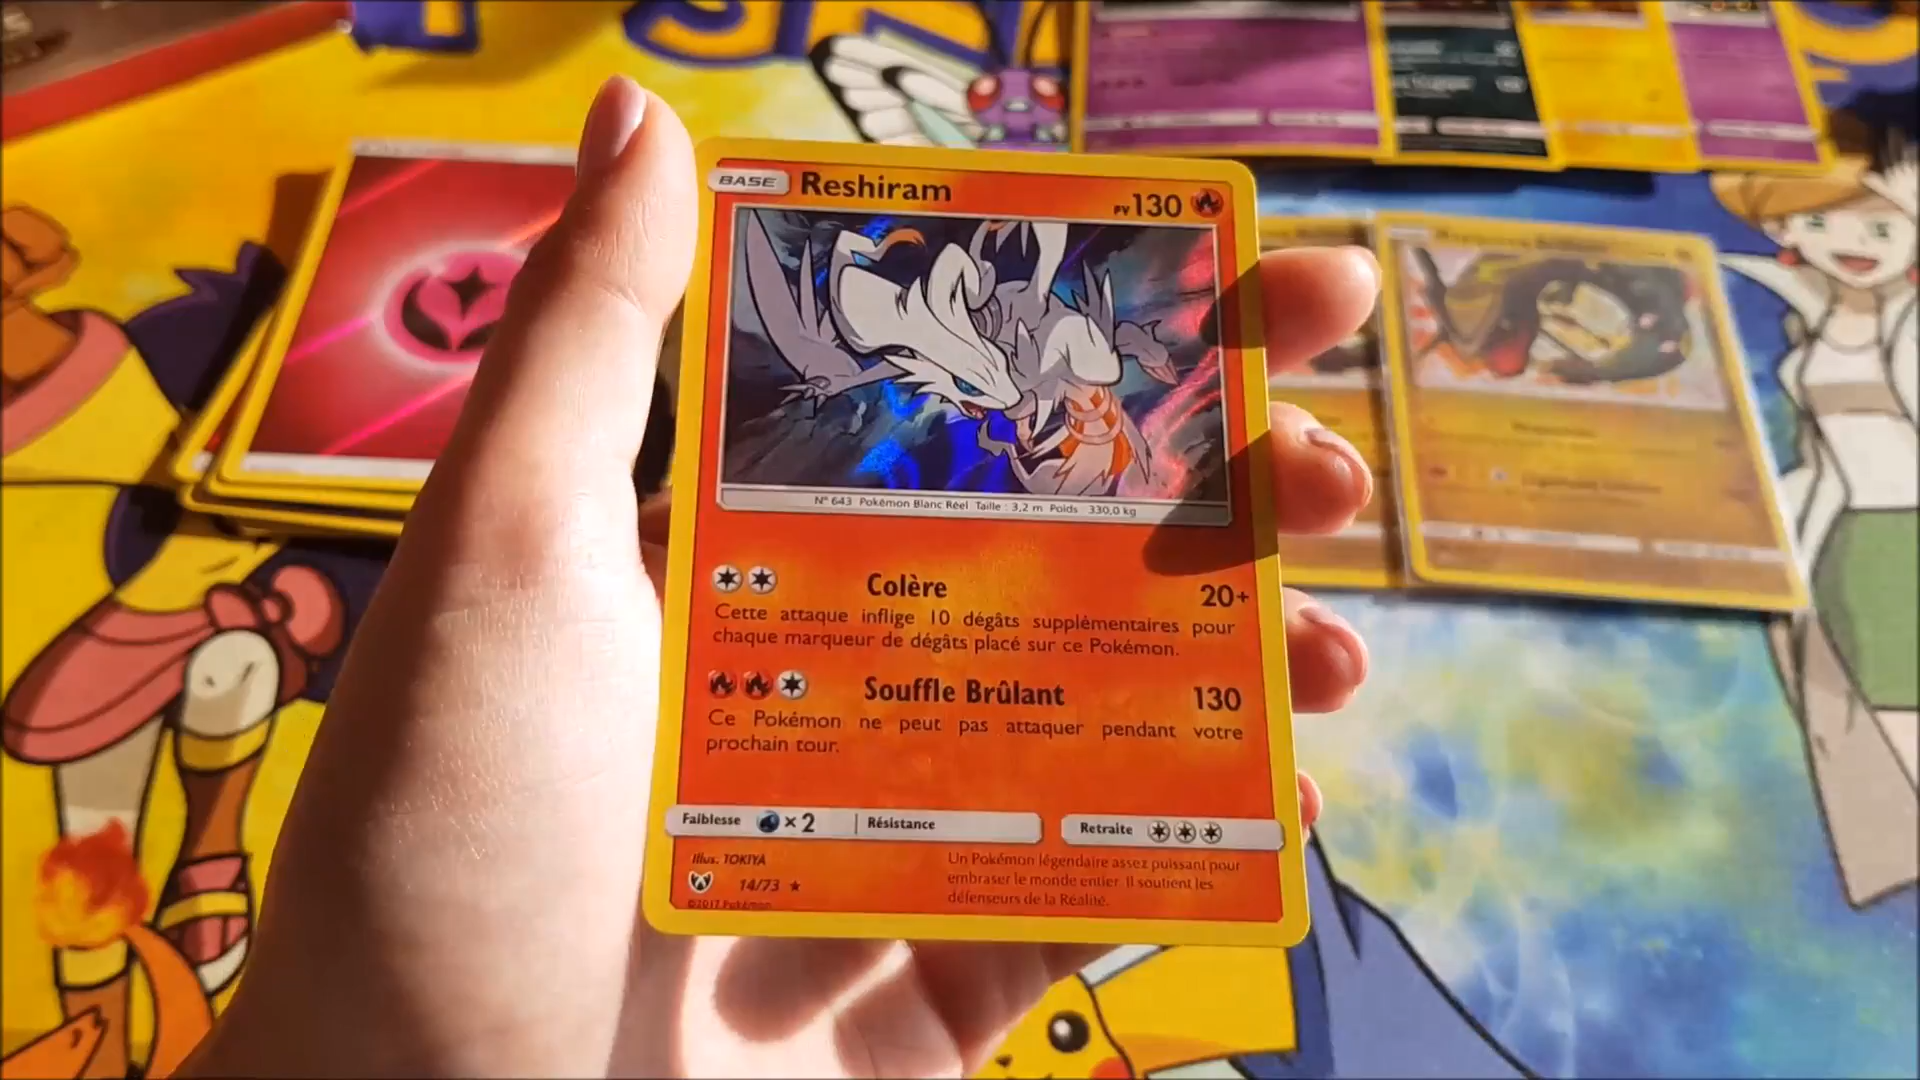 BASE Reshiram PV 130
N° 643 Pokémon Blanc Réel Taille : 3,2 m Poids : 330,0 kg
Colère 20+
Cette attaque inflige 10 dégâts supplémentaires pour
chaque marqueur de dégâts placé sur ce Pokémon.
Souffle Brûlant 130
Ce Pokémon ne peut pas attaquer pendant votre
prochain tour.
Faiblesse ×2 Résistance Retraite
Illus. TOKIYA
14/73
©2017 Pokémon
Un Pokémon légendaire assez puissant pour
embraser le monde entier. Il soutient les
défenseurs de la Réalité.